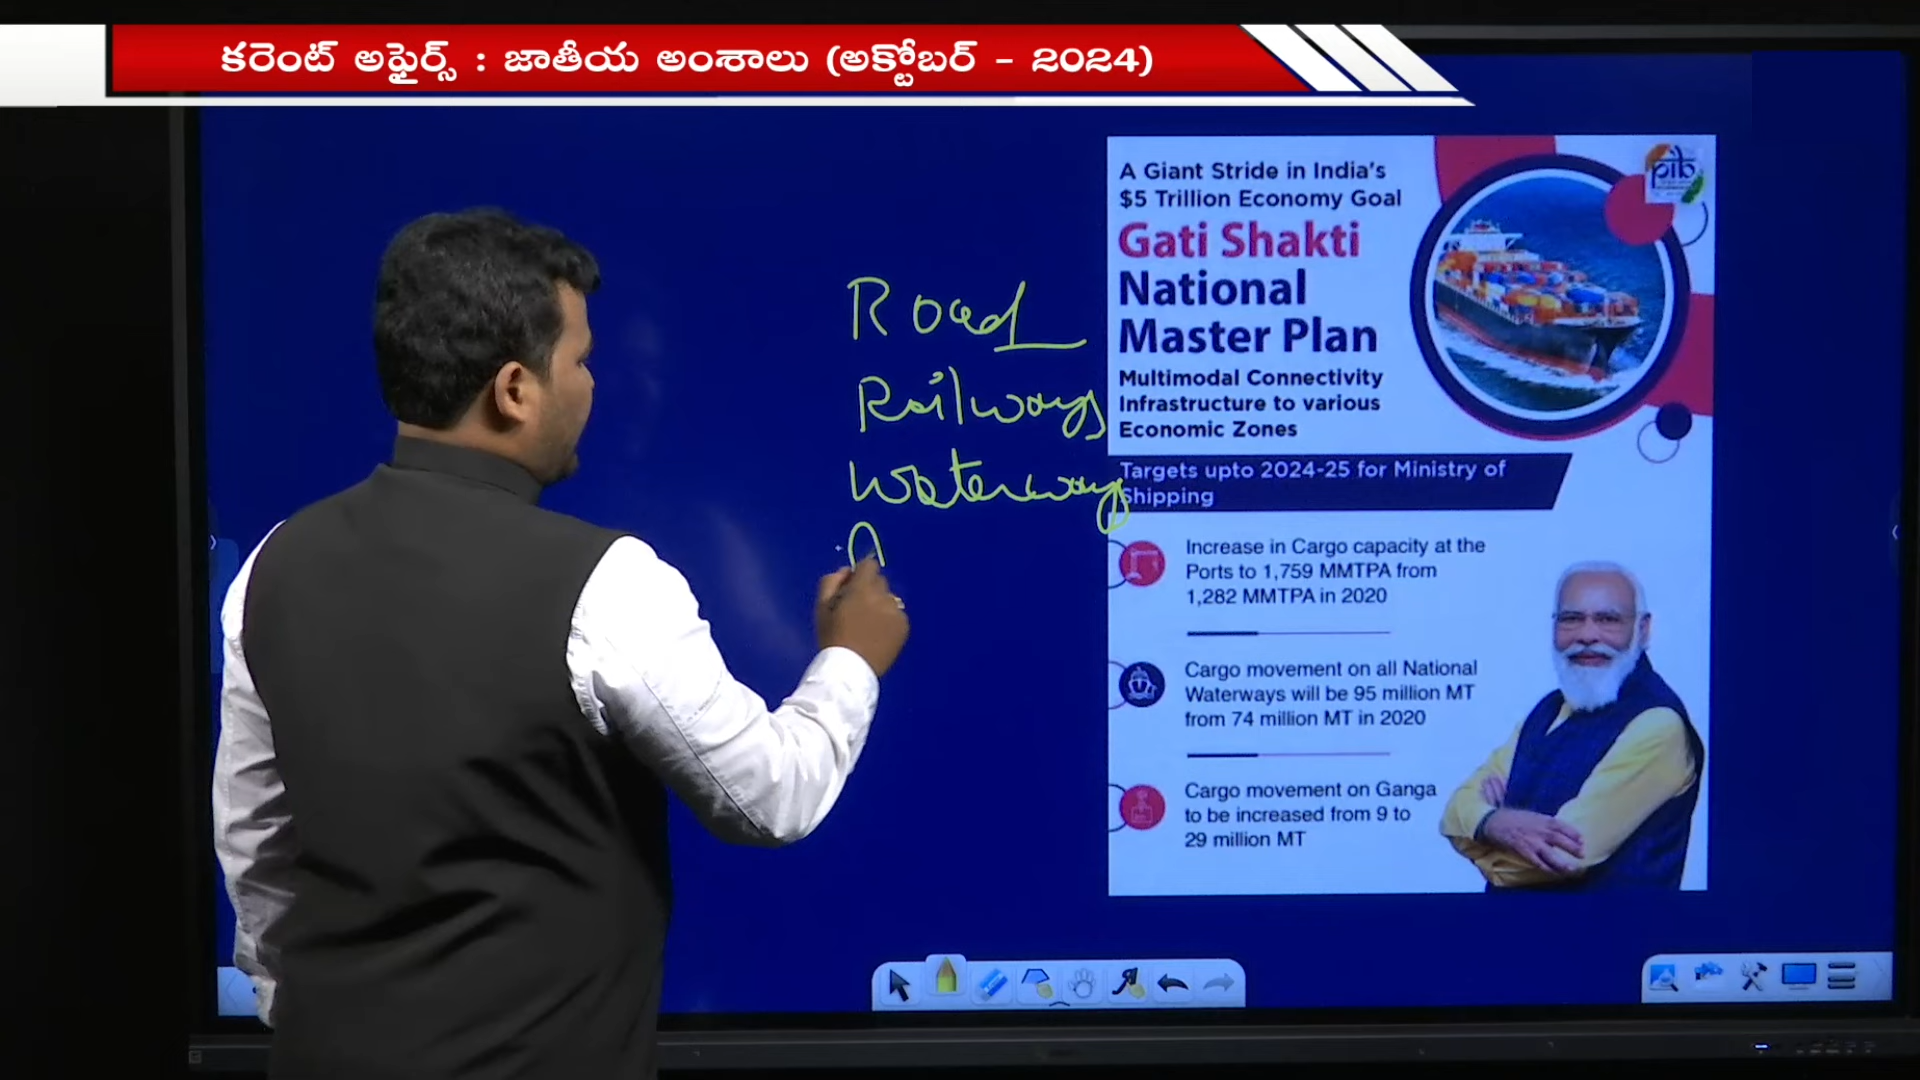 కరెంట్ అఫైర్స్ : జాతీయ అంశాలు (అక్టోబర్ - 2024)
A Giant Stride in India's
$5 Trillion Economy Goal
Gati Shakti
National
Master Plan
Multimodal Connectivity
Infrastructure to various
Economic Zones
pib
Targets upto 2024-25 for Ministry of
Shipping
Increase in Cargo capacity at the
Ports to 1,759 MMTPA from
1,282 MMTPA in 2020
Cargo movement on all National
Waterways will be 95 million MT
from 74 million MT in 2020
Cargo movement on Ganga
to be increased from 9 to
29 million MT
Road
Railways
Waterways